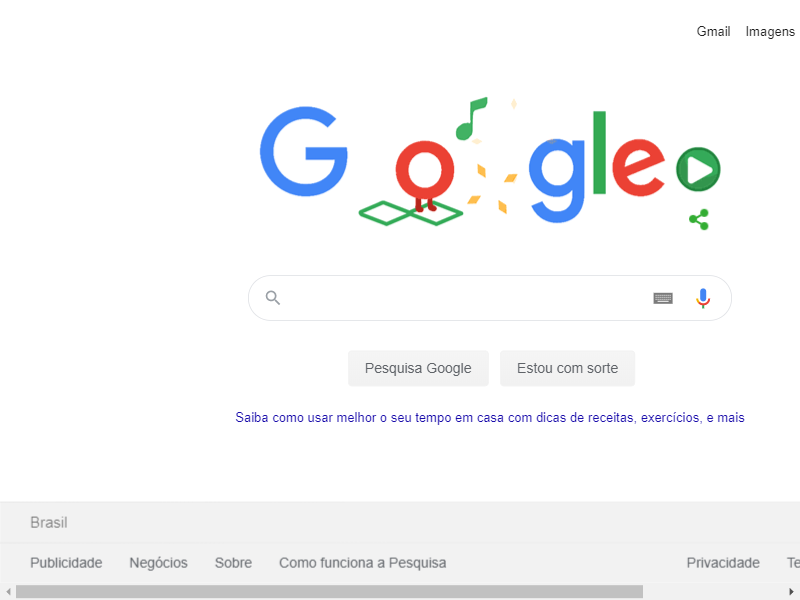 Gmail Imagens
Google
Pesquisa Google Estou com sorte
Saiba como usar melhor o seu tempo em casa com dicas de receitas, exercícios, e mais
Brasil
Publicidade Negócios Sobre Como funciona a Pesquisa Privacidade